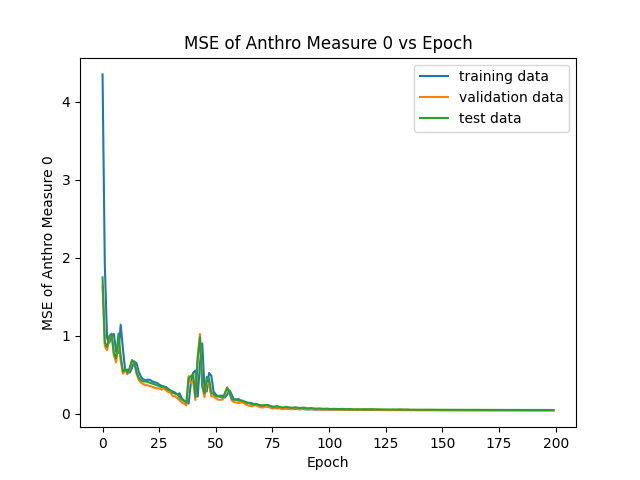 MSE of Anthro Measure 0 vs Epoch
training data
validation data
test data
MSE of Anthro Measure 0
4
3
2
1
0
0 25 50 75 100 125 150 175 200
Epoch